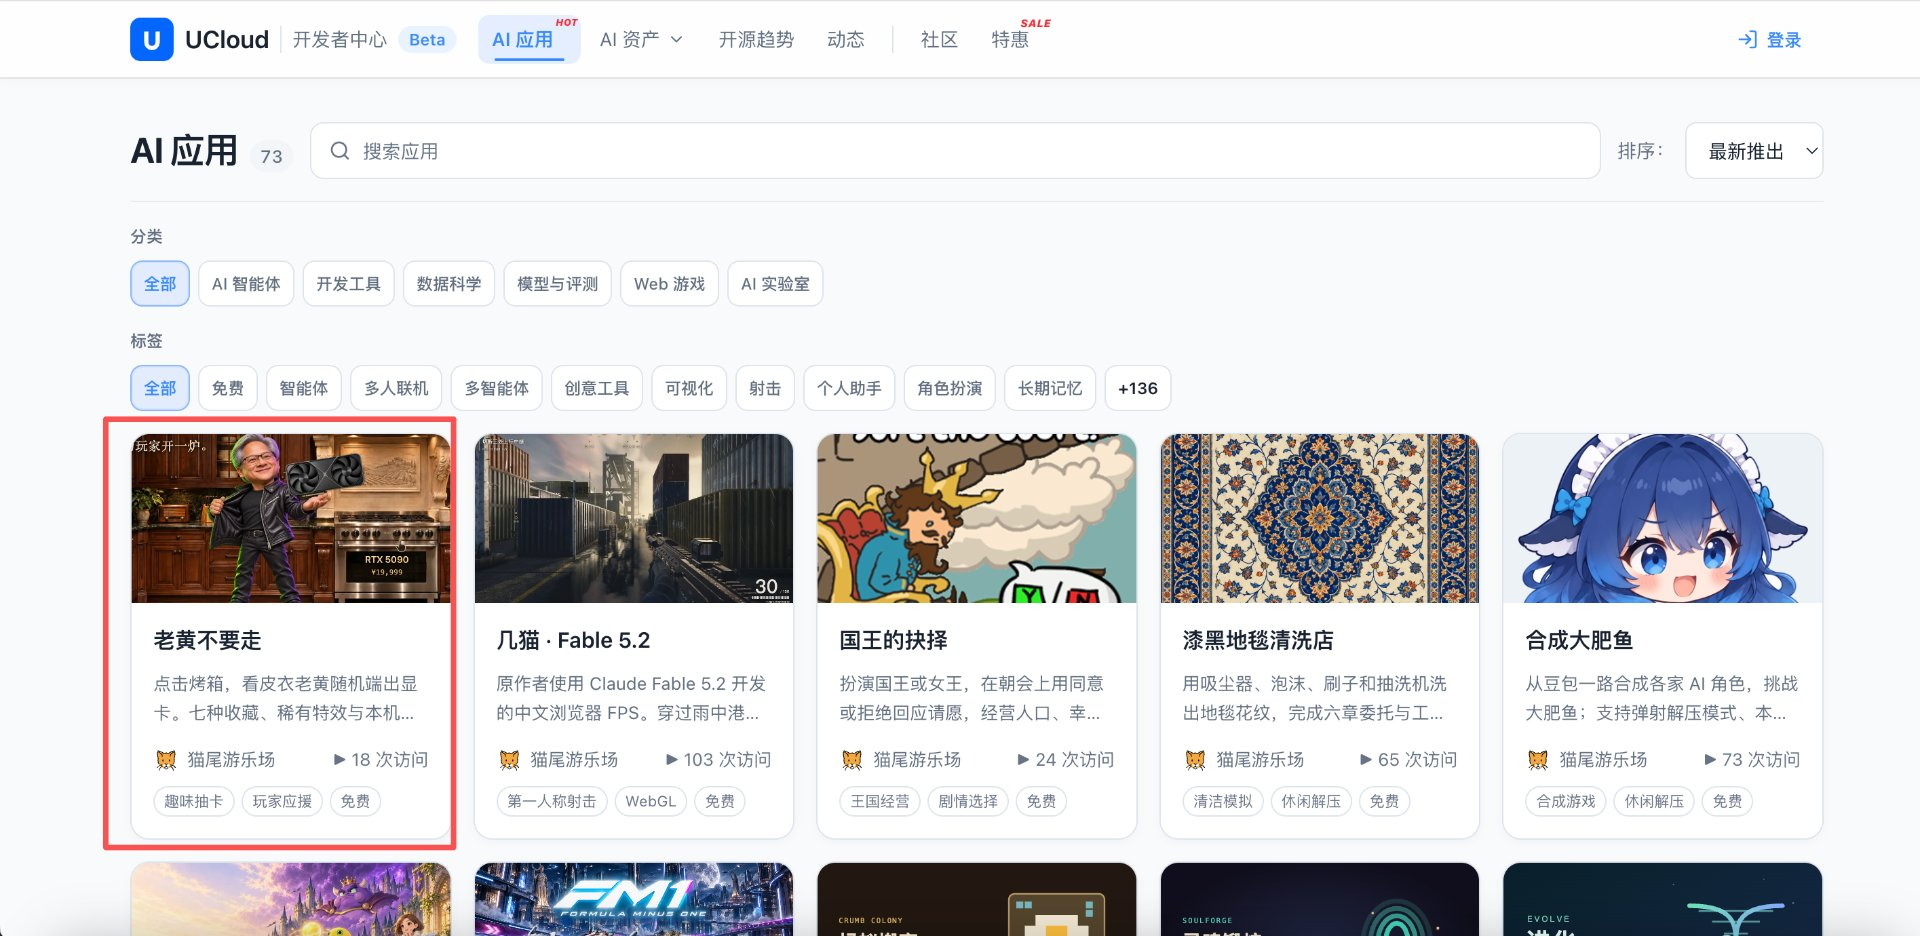 U UCloud 开发者中心 Beta AI 应用 HOT AI 资产 开源趋势 动态 社区 特惠 SALE 登录
AI 应用 73 搜索应用 排序： 最新推出
分类
全部 AI 智能体 开发工具 数据科学 模型与评测 Web 游戏 AI 实验室
标签
全部 免费 智能体 多人联机 多智能体 创意工具 可视化 射击 个人助手 角色扮演 长期记忆 +136
玩家开一炉。
RTX 5090
¥19,999
老黄不要走
点击烤箱，看皮衣老黄随机端出显
卡。七种收藏、稀有特效与本机...
猫尾游乐场 18 次访问
趣味抽卡 玩家应援 免费
30
几猫 · Fable 5.2
原作者使用 Claude Fable 5.2 开发
的中文浏览器 FPS。穿过雨中港...
猫尾游乐场 103 次访问
第一人称射击 WebGL 免费
Y/N
国王的抉择
扮演国王或女王，在朝会上用同意
或拒绝回应请愿，经营人口、幸...
猫尾游乐场 24 次访问
王国经营 剧情选择 免费
漆黑地毯清洗店
用吸尘器、泡沫、刷子和抽洗机洗
出地毯花纹，完成六章委托与工...
猫尾游乐场 65 次访问
清洁模拟 休闲解压 免费
合成大肥鱼
从豆包一路合成各家 AI 角色，挑战
大肥鱼；支持弹射解压模式、本...
猫尾游乐场 73 次访问
合成游戏 休闲解压 免费
FM1
FORMULA MINUS ONE
CRUMB COLONY
SOULFORGE
EVOLVE
进化